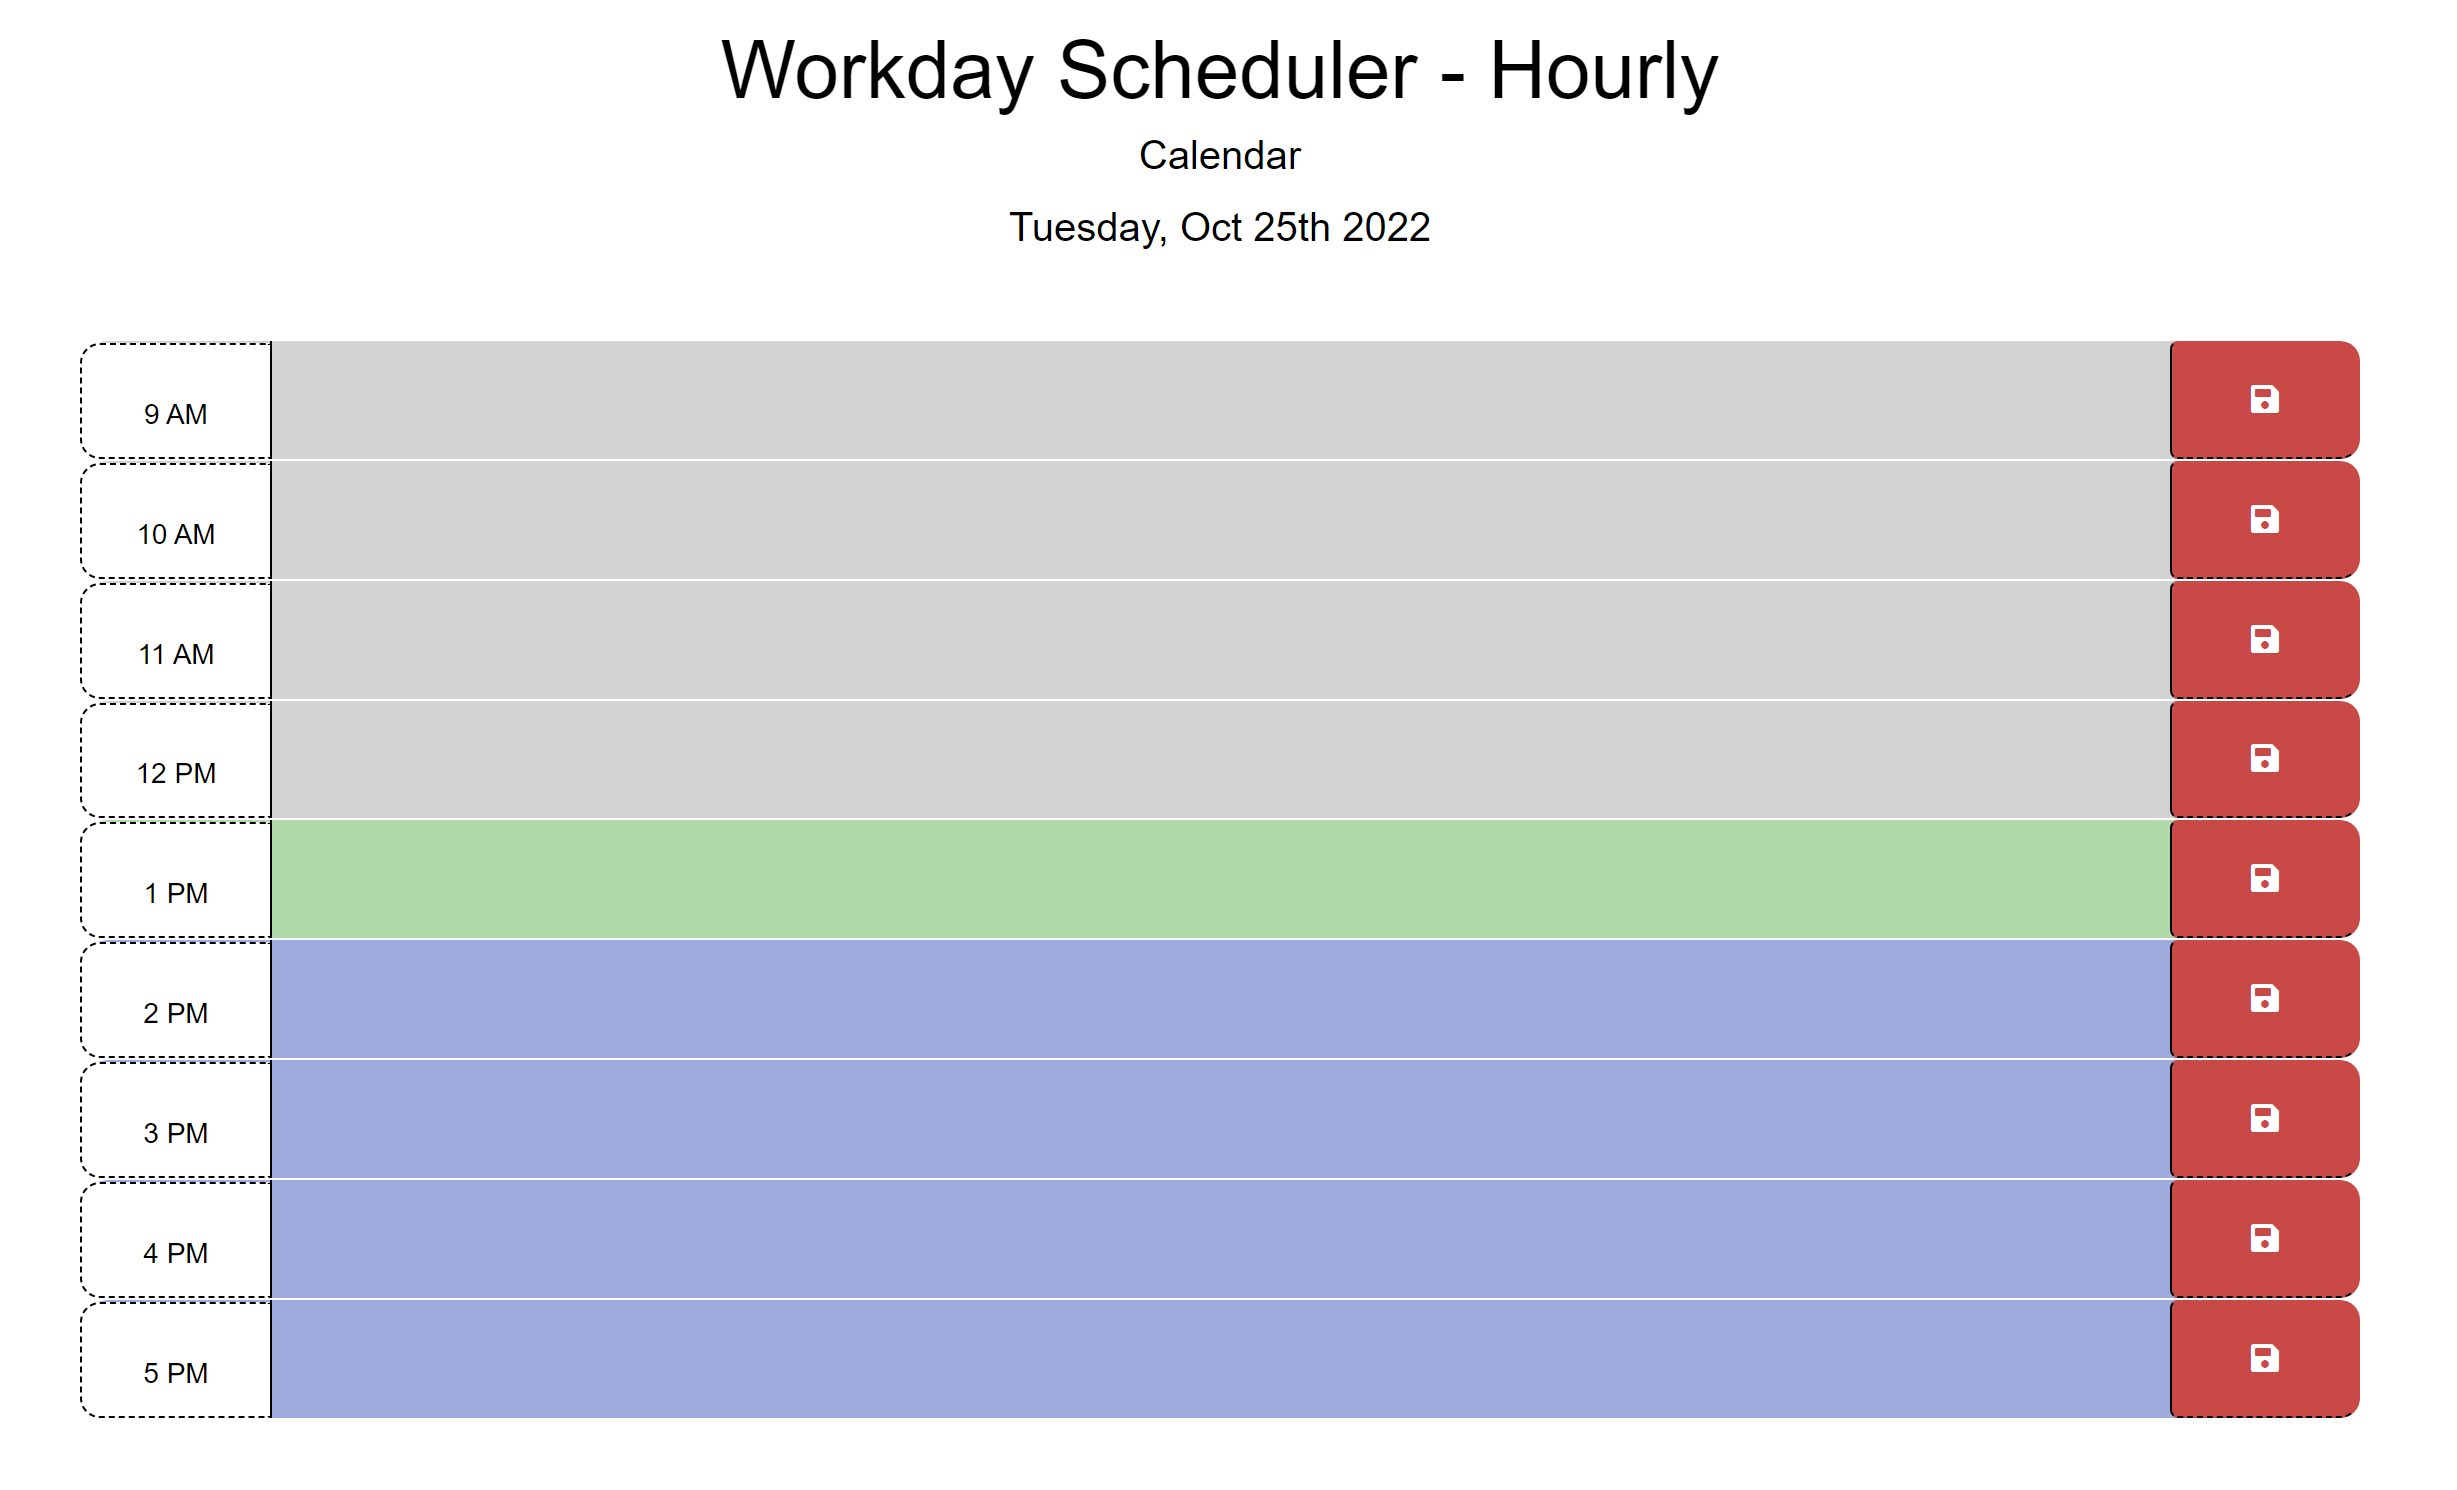 Workday Scheduler - Hourly
Calendar
Tuesday, Oct 25th 2022
9 AM
10 AM
11 AM
12 PM
1 PM
2 PM
3 PM
4 PM
5 PM